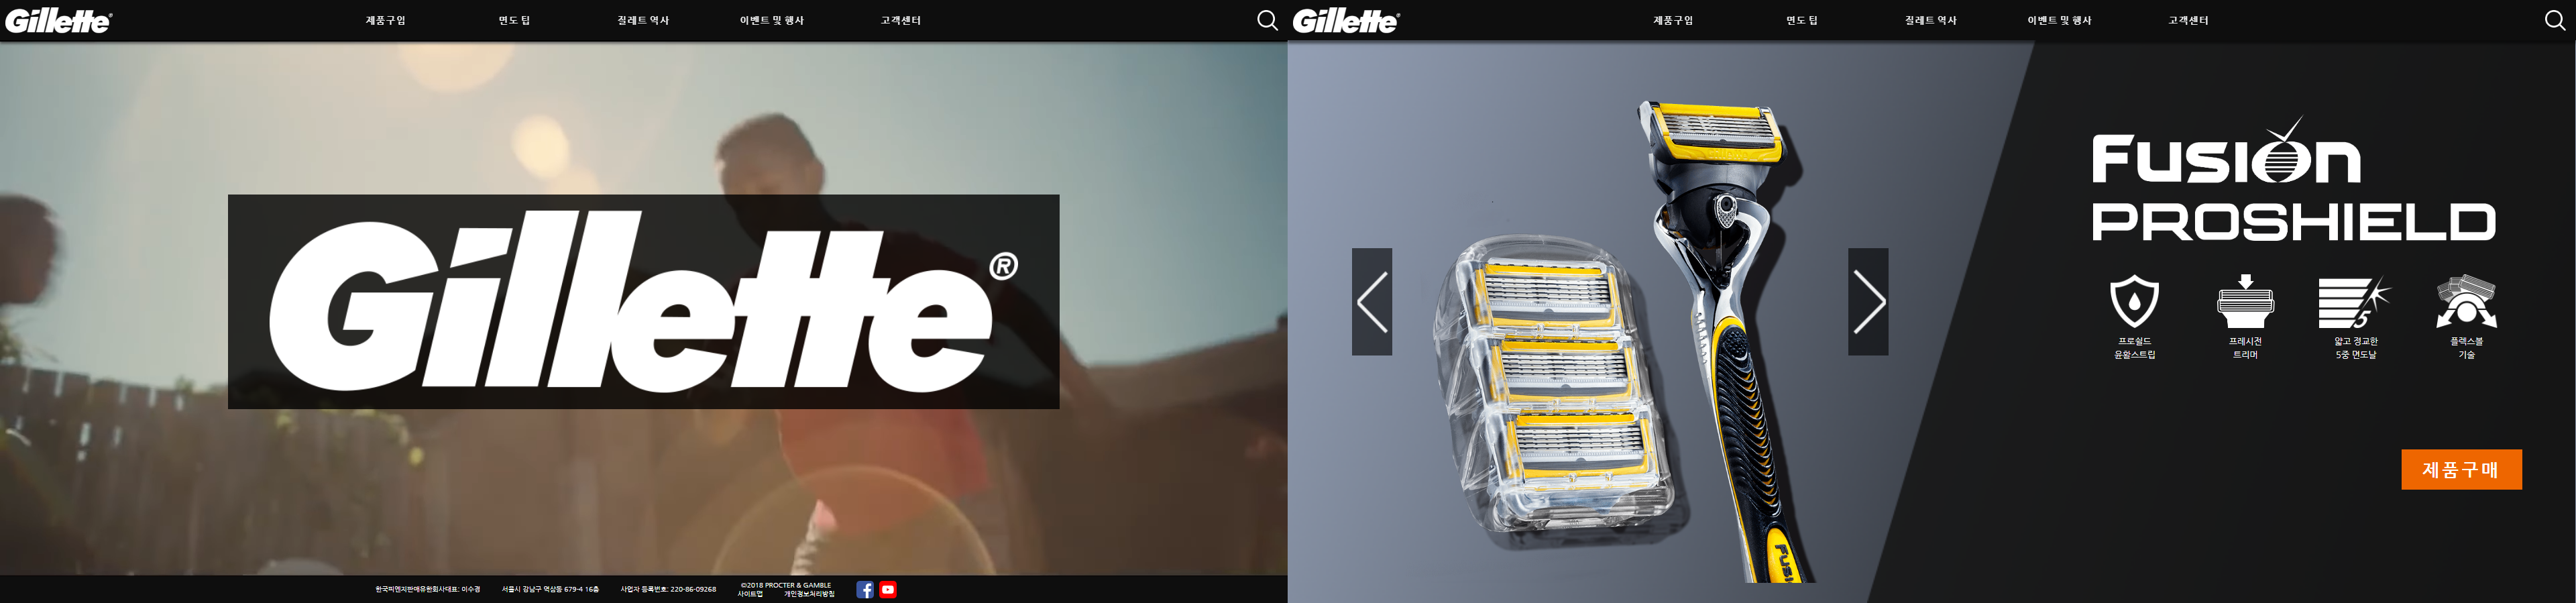 Gillette®
제품구입 면도 팁 질레트 역사 이벤트 및 행사 고객센터
Gillette®
한국피엔지판매유한회사대표: 이수경 서울시 강남구 역삼동 679-4 16층 사업자 등록번호: 220-86-09268
©2018 PROCTER & GAMBLE
사이트맵 개인정보처리방침
Gillette®
제품구입 면도 팁 질레트 역사 이벤트 및 행사 고객센터
FUSION
PROSHIELD
5
프로쉴드
윤활스트립
프레시전
트리머
얇고 정교한
5중 면도날
플렉스볼
기술
제품구매